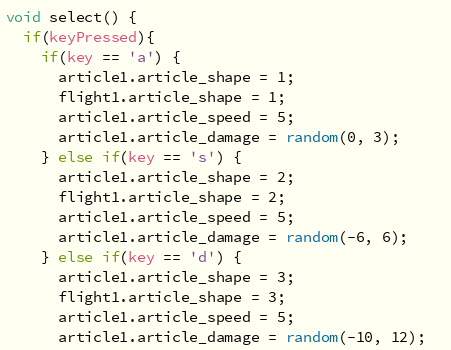 void select() {
if(keyPressed){
if(key == 'a') {
article1.article_shape = 1;
flight1.article_shape = 1;
article1.article_speed = 5;
article1.article_damage = random(0, 3);
} else if(key == 's') {
article1.article_shape = 2;
flight1.article_shape = 2;
article1.article_speed = 5;
article1.article_damage = random(-6, 6);
} else if(key == 'd') {
article1.article_shape = 3;
flight1.article_shape = 3;
article1.article_speed = 5;
article1.article_damage = random(-10, 12);